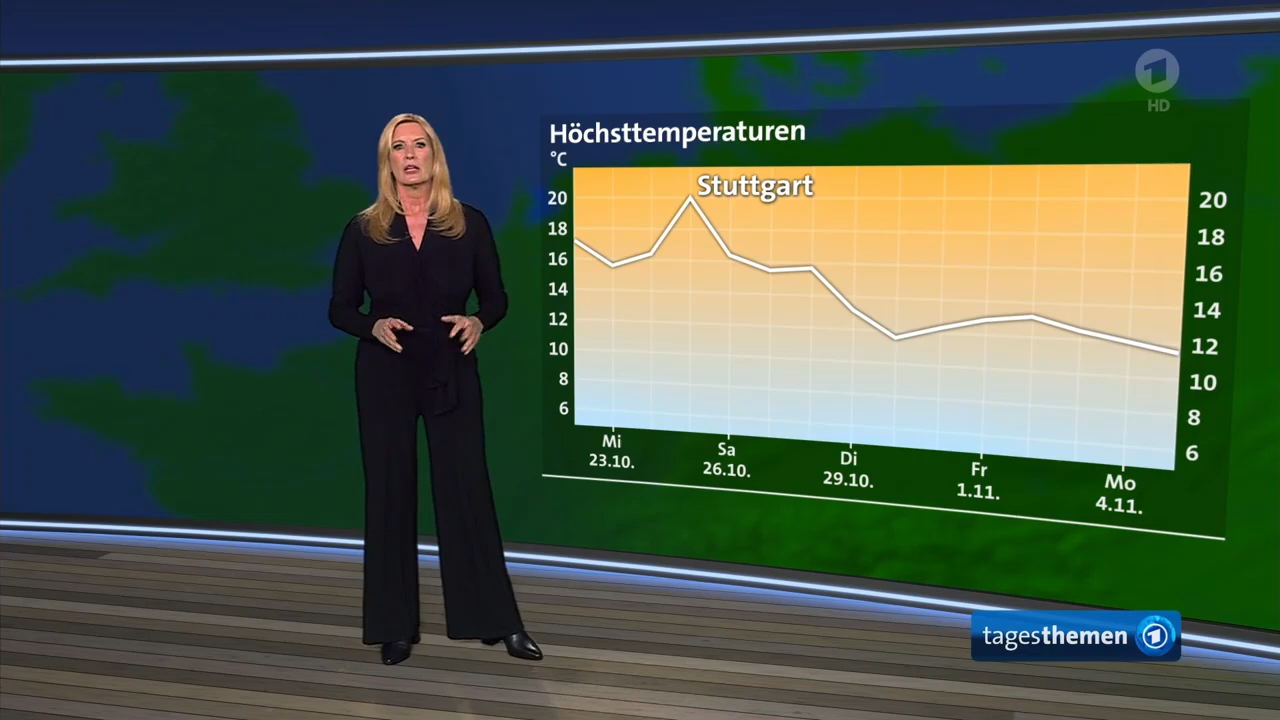 1
HD
Höchsttemperaturen
°C
Stuttgart
20
18
16
14
12
10
8
6
20
18
16
14
12
10
8
6
Mi
23.10.
Sa
26.10.
Di
29.10.
Fr
1.11.
Mo
4.11.
tagesthemen 1